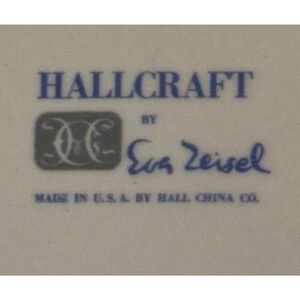 HALLCRAFT
BY
Eva Zeisel
MADE IN U.S.A. BY HALL CHINA CO.